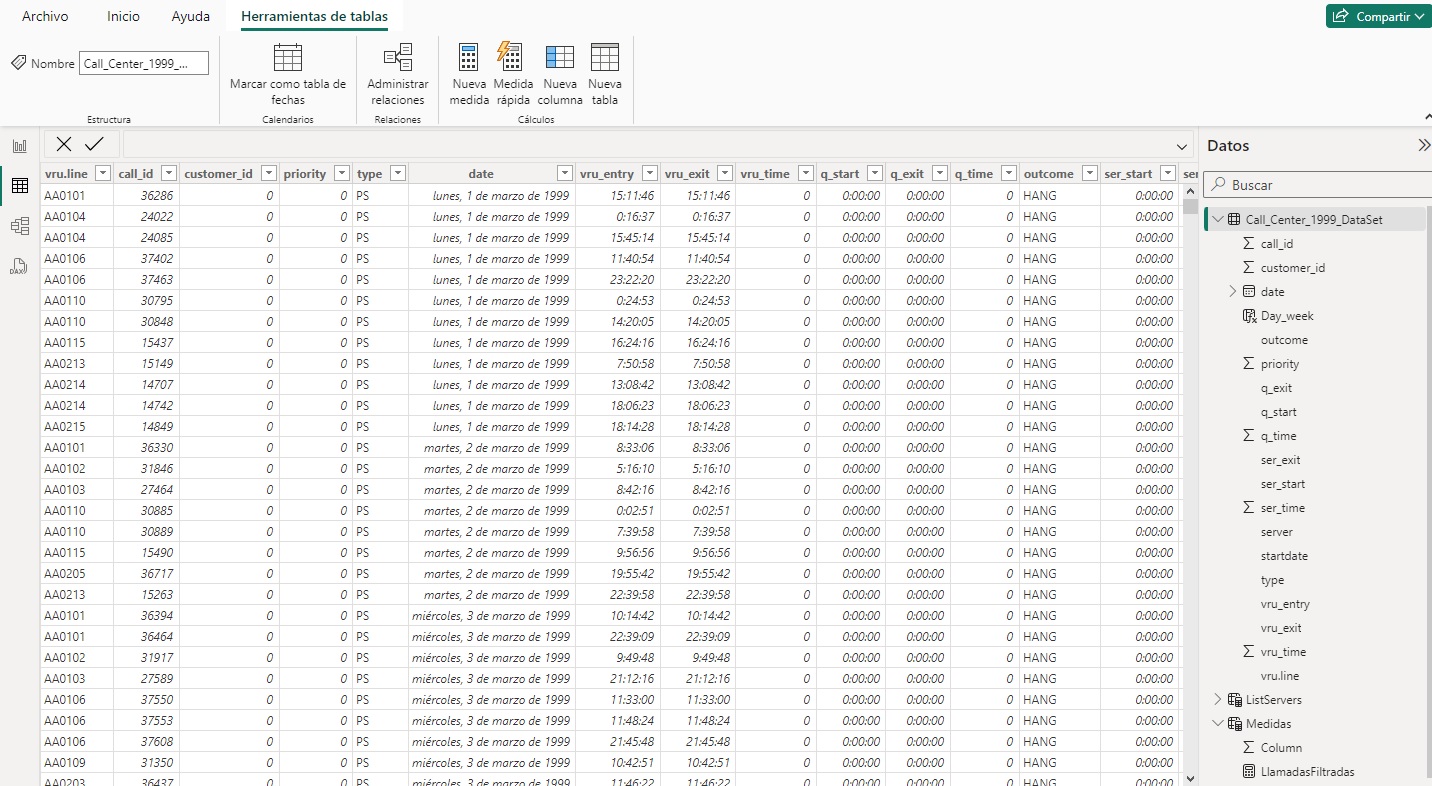 Archivo Inicio Ayuda Herramientas de tablas Compartir
Nombre Call_Center_1999_...
Marcar como tabla de fechas
Administrar relaciones
Nueva medida
Medida rápida
Nueva columna
Nueva tabla
Estructura Calendarios Relaciones Cálculos
vru.line call_id customer_id priority type date vru_entry vru_exit vru_time q_start q_exit q_time outcome ser_start
AA0101 36286 0 0 PS lunes, 1 de marzo de 1999 15:11:46 15:11:46 0 0:00:00 0:00:00 0 HANG 0:00:00
AA0104 24022 0 0 PS lunes, 1 de marzo de 1999 0:16:37 0:16:37 0 0:00:00 0:00:00 0 HANG 0:00:00
AA0104 24085 0 0 PS lunes, 1 de marzo de 1999 15:45:14 15:45:14 0 0:00:00 0:00:00 0 HANG 0:00:00
AA0106 37402 0 0 PS lunes, 1 de marzo de 1999 11:40:54 11:40:54 0 0:00:00 0:00:00 0 HANG 0:00:00
AA0106 37463 0 0 PS lunes, 1 de marzo de 1999 23:22:20 23:22:20 0 0:00:00 0:00:00 0 HANG 0:00:00
AA0110 30795 0 0 PS lunes, 1 de marzo de 1999 0:24:53 0:24:53 0 0:00:00 0:00:00 0 HANG 0:00:00
AA0110 30848 0 0 PS lunes, 1 de marzo de 1999 14:20:05 14:20:05 0 0:00:00 0:00:00 0 HANG 0:00:00
AA0115 15437 0 0 PS lunes, 1 de marzo de 1999 16:24:16 16:24:16 0 0:00:00 0:00:00 0 HANG 0:00:00
AA0213 15149 0 0 PS lunes, 1 de marzo de 1999 7:50:58 7:50:58 0 0:00:00 0:00:00 0 HANG 0:00:00
AA0214 14707 0 0 PS lunes, 1 de marzo de 1999 13:08:42 13:08:42 0 0:00:00 0:00:00 0 HANG 0:00:00
AA0214 14742 0 0 PS lunes, 1 de marzo de 1999 18:06:23 18:06:23 0 0:00:00 0:00:00 0 HANG 0:00:00
AA0215 14849 0 0 PS lunes, 1 de marzo de 1999 18:14:28 18:14:28 0 0:00:00 0:00:00 0 HANG 0:00:00
AA0101 36330 0 0 PS martes, 2 de marzo de 1999 8:33:06 8:33:06 0 0:00:00 0:00:00 0 HANG 0:00:00
AA0102 31846 0 0 PS martes, 2 de marzo de 1999 5:16:10 5:16:10 0 0:00:00 0:00:00 0 HANG 0:00:00
AA0103 27464 0 0 PS martes, 2 de marzo de 1999 8:42:16 8:42:16 0 0:00:00 0:00:00 0 HANG 0:00:00
AA0110 30885 0 0 PS martes, 2 de marzo de 1999 0:02:51 0:02:51 0 0:00:00 0:00:00 0 HANG 0:00:00
AA0110 30889 0 0 PS martes, 2 de marzo de 1999 7:39:58 7:39:58 0 0:00:00 0:00:00 0 HANG 0:00:00
AA0115 15490 0 0 PS martes, 2 de marzo de 1999 9:56:56 9:56:56 0 0:00:00 0:00:00 0 HANG 0:00:00
AA0205 36717 0 0 PS martes, 2 de marzo de 1999 19:55:42 19:55:42 0 0:00:00 0:00:00 0 HANG 0:00:00
AA0213 15263 0 0 PS martes, 2 de marzo de 1999 22:39:58 22:39:58 0 0:00:00 0:00:00 0 HANG 0:00:00
AA0101 36394 0 0 PS miércoles, 3 de marzo de 1999 10:14:42 10:14:42 0 0:00:00 0:00:00 0 HANG 0:00:00
AA0101 36464 0 0 PS miércoles, 3 de marzo de 1999 22:39:09 22:39:09 0 0:00:00 0:00:00 0 HANG 0:00:00
AA0102 31917 0 0 PS miércoles, 3 de marzo de 1999 9:49:48 9:49:48 0 0:00:00 0:00:00 0 HANG 0:00:00
AA0103 27589 0 0 PS miércoles, 3 de marzo de 1999 21:12:16 21:12:16 0 0:00:00 0:00:00 0 HANG 0:00:00
AA0106 37550 0 0 PS miércoles, 3 de marzo de 1999 11:33:00 11:33:00 0 0:00:00 0:00:00 0 HANG 0:00:00
AA0106 37553 0 0 PS miércoles, 3 de marzo de 1999 11:48:24 11:48:24 0 0:00:00 0:00:00 0 HANG 0:00:00
AA0106 37608 0 0 PS miércoles, 3 de marzo de 1999 21:45:48 21:45:48 0 0:00:00 0:00:00 0 HANG 0:00:00
AA0109 31350 0 0 PS miércoles, 3 de marzo de 1999 10:42:51 10:42:51 0 0:00:00 0:00:00 0 HANG 0:00:00
AA0203 36437 0 0 PS miércoles, 3 de marzo de 1999 11:46:22 11:46:22 0 0:00:00 0:00:00 0 HANG 0:00:00
Datos
Buscar
Call_Center_1999_DataSet
call_id
customer_id
date
Day_week
outcome
priority
q_exit
q_start
q_time
ser_exit
ser_start
ser_time
server
startdate
type
vru_entry
vru_exit
vru_time
vru.line
ListServers
Medidas
Column
LlamadasFiltradas